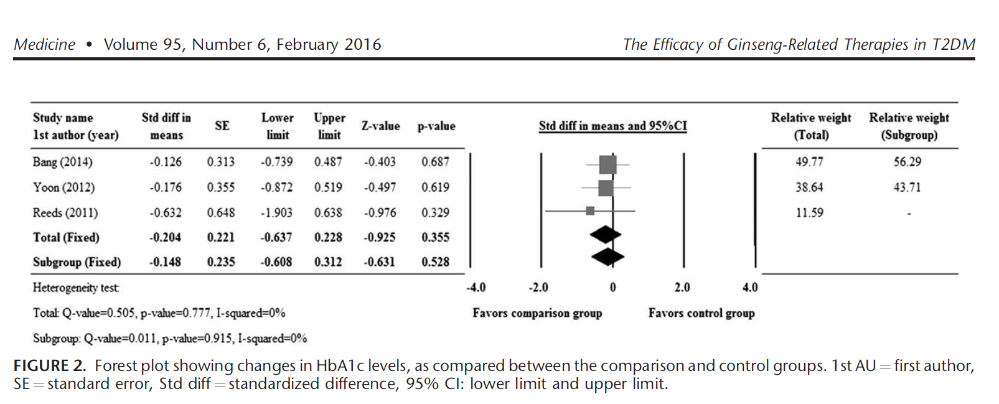 Medicine • Volume 95, Number 6, February 2016 The Efficacy of Ginseng-Related Therapies in T2DM
Study name Std diff in SE Lower Upper Z-value p-value Std diff in means and 95%CI Relative weight Relative weight
1st author (year) means limit limit (Total) (Subgroup)
Bang (2014) -0.126 0.313 -0.739 0.487 -0.403 0.687 49.77 56.29
Yoon (2012) -0.176 0.355 -0.872 0.519 -0.497 0.619 38.64 43.71
Reeds (2011) -0.632 0.648 -1.903 0.638 -0.976 0.329 11.59 -
Total (Fixed) -0.204 0.221 -0.637 0.228 -0.925 0.355
Subgroup (Fixed) -0.148 0.235 -0.608 0.312 -0.631 0.528
Heterogeneity test: -4.0 -2.0 0 2.0 4.0
Total: Q-value=0.505, p-value=0.777, I-squared=0% Favors comparison group Favors control group
Subgroup: Q-value=0.011, p-value=0.915, I-squared=0%
FIGURE 2. Forest plot showing changes in HbA1c levels, as compared between the comparison and control groups. 1st AU = first author,
SE = standard error, Std diff = standardized difference, 95% CI: lower limit and upper limit.